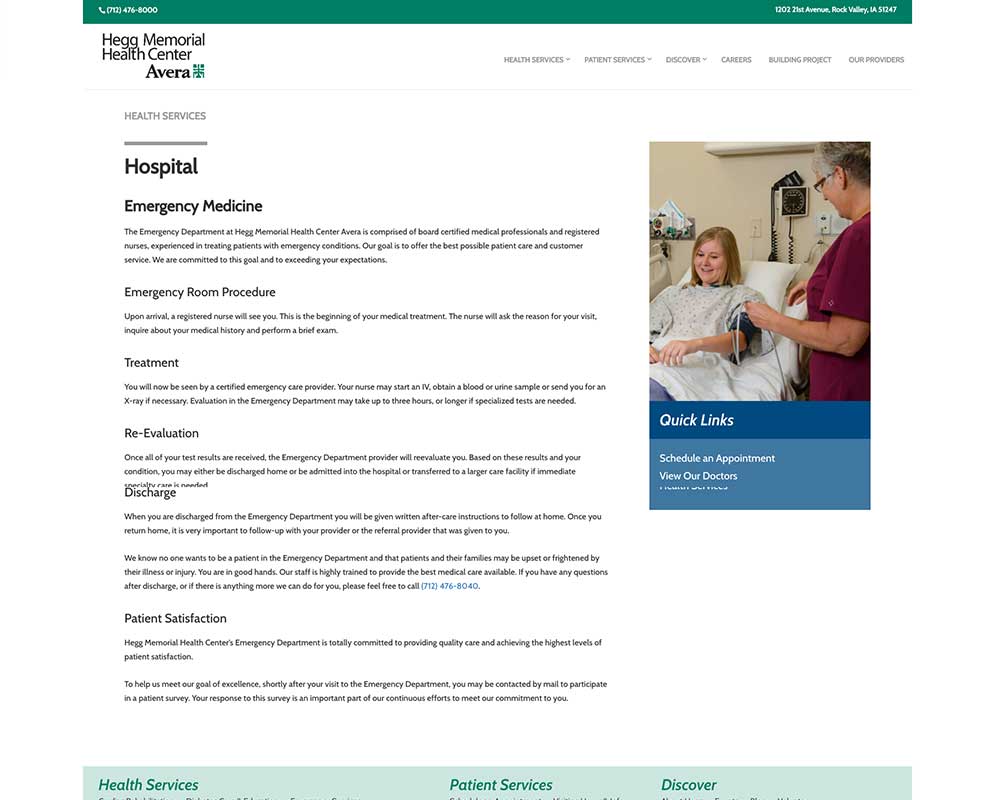 (712) 476-8000
1202 21st Avenue, Rock Valley, IA 51247
Hegg Memorial
Health Center
Avera
HEALTH SERVICES
PATIENT SERVICES
DISCOVER
CAREERS
BUILDING PROJECT
OUR PROVIDERS
HEALTH SERVICES
Hospital
Emergency Medicine
The Emergency Department at Hegg Memorial Health Center Avera is comprised of board certified medical professionals and registered
nurses, experienced in treating patients with emergency conditions. Our goal is to offer the best possible patient care and customer
service. We are committed to this goal and to exceeding your expectations.
Emergency Room Procedure
Upon arrival, a registered nurse will see you. This is the beginning of your medical treatment. The nurse will ask the reason for your visit,
inquire about your medical history and perform a brief exam.
Treatment
You will now be seen by a certified emergency care provider. Your nurse may start an IV, obtain a blood or urine sample or send you for an
X-ray if necessary. Evaluation in the Emergency Department may take up to three hours, or longer if specialized tests are needed.
Re-Evaluation
Once all of your test results are received, the Emergency Department provider will reevaluate you. Based on these results and your
condition, you may either be discharged home or be admitted into the hospital or transferred to a larger care facility if immediate
specialty care is needed
Discharge
When you are discharged from the Emergency Department you will be given written after-care instructions to follow at home. Once you
return home, it is very important to follow-up with your provider or the referral provider that was given to you.
We know no one wants to be a patient in the Emergency Department and that patients and their families may be upset or frightened by
their illness or injury. You are in good hands. Our staff is highly trained to provide the best medical care available. If you have any questions
after discharge, or if there is anything more we can do for you, please feel free to call (712) 476-8040.
Patient Satisfaction
Hegg Memorial Health Center's Emergency Department is totally committed to providing quality care and achieving the highest levels of
patient satisfaction.
To help us meet our goal of excellence, shortly after your visit to the Emergency Department, you may be contacted by mail to participate
in a patient survey. Your response to this survey is an important part of our continuous efforts to meet our commitment to you.
Quick Links
Schedule an Appointment
View Our Doctors
Health Services
Health Services
Patient Services
Discover